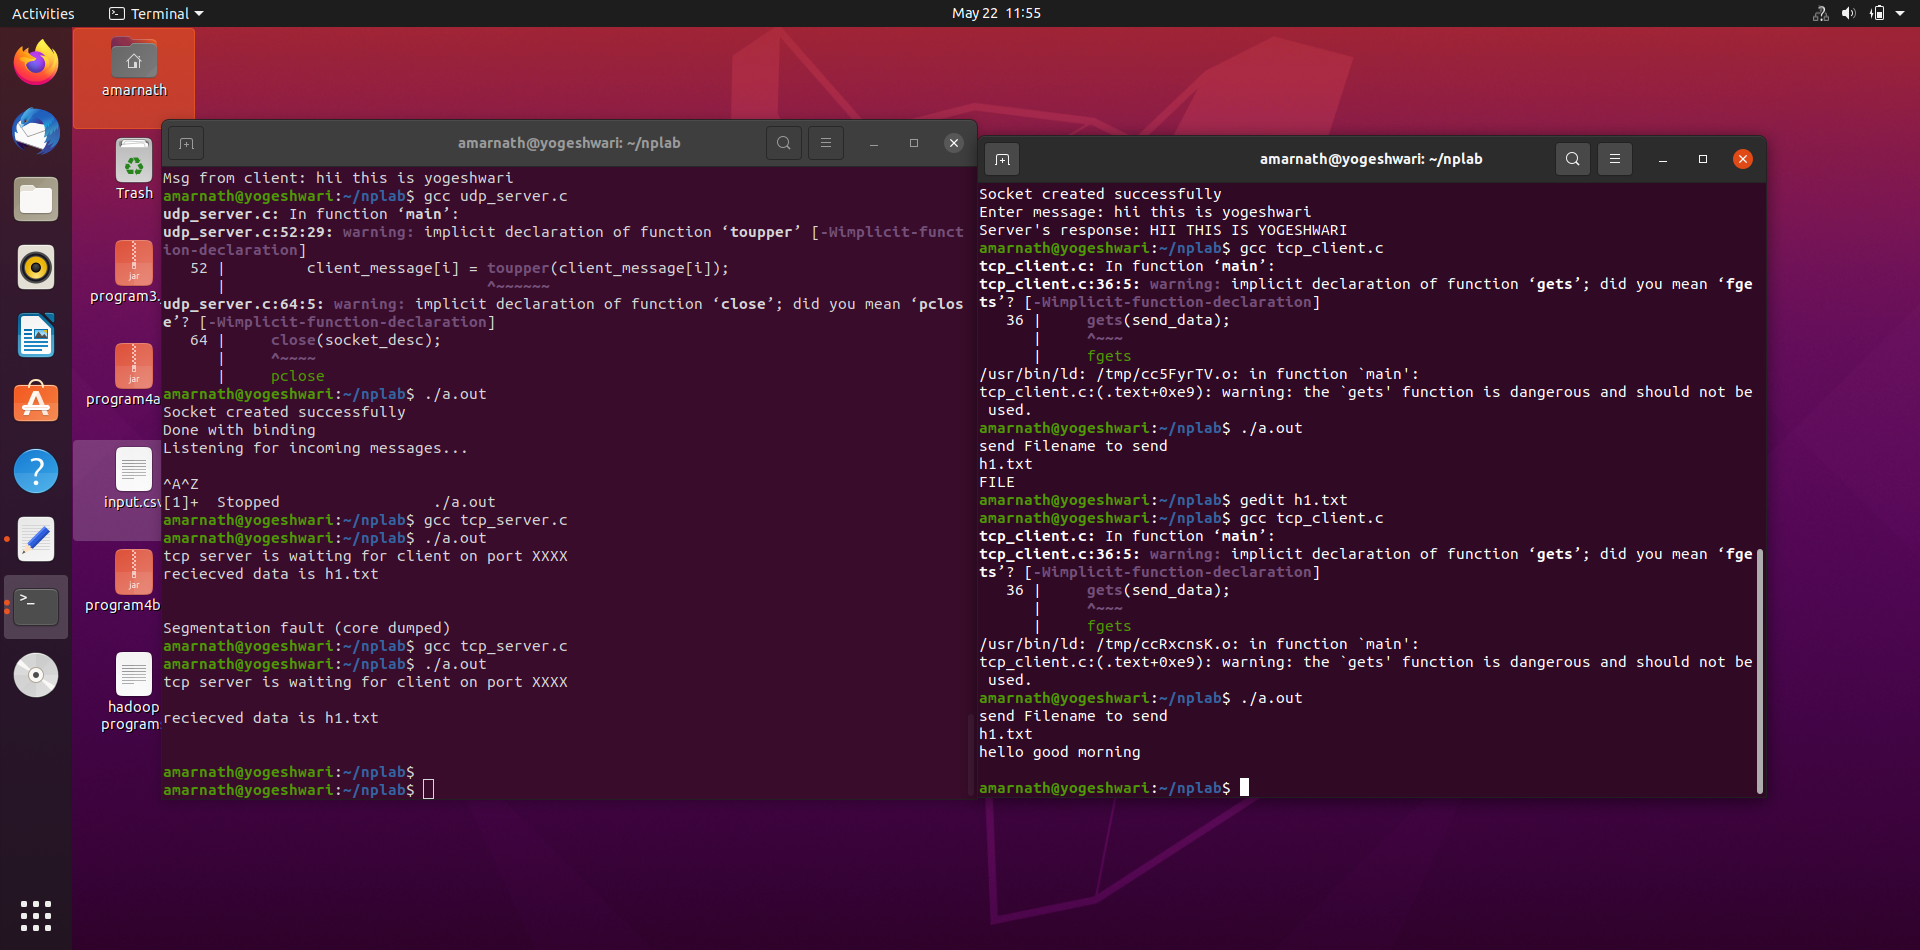 Activities
Terminal
May 22 11:55
amarnath
Trash
jar
program3.
jar
program4a
input.csv
jar
program4b
hadoop
program
amarnath@yogeshwari: ~/nplab
Msg from client: hii this is yogeshwari
amarnath@yogeshwari:~/nplab$ gcc udp_server.c
udp_server.c: In function ‘main’:
udp_server.c:52:29: warning: implicit declaration of function ‘toupper’ [-Wimplicit-funct
ion-declaration]
   52 |         client_message[i] = toupper(client_message[i]);
      |                             ^~~~~~~
udp_server.c:64:5: warning: implicit declaration of function ‘close’; did you mean ‘pclos
e’? [-Wimplicit-function-declaration]
   64 |     close(socket_desc);
      |     ^~~~~
      |     pclose
amarnath@yogeshwari:~/nplab$ ./a.out
Socket created successfully
Done with binding
Listening for incoming messages...
^A^Z
[1]+  Stopped                 ./a.out
amarnath@yogeshwari:~/nplab$ gcc tcp_server.c
amarnath@yogeshwari:~/nplab$ ./a.out
tcp server is waiting for client on port XXXX
reciecved data is h1.txt
Segmentation fault (core dumped)
amarnath@yogeshwari:~/nplab$ gcc tcp_server.c
amarnath@yogeshwari:~/nplab$ ./a.out
tcp server is waiting for client on port XXXX
reciecved data is h1.txt
amarnath@yogeshwari:~/nplab$
amarnath@yogeshwari:~/nplab$
amarnath@yogeshwari: ~/nplab
Socket created successfully
Enter message: hii this is yogeshwari
Server's response: HII THIS IS YOGESHWARI
amarnath@yogeshwari:~/nplab$ gcc tcp_client.c
tcp_client.c: In function ‘main’:
tcp_client.c:36:5: warning: implicit declaration of function ‘gets’; did you mean ‘fge
ts’? [-Wimplicit-function-declaration]
   36 |     gets(send_data);
      |     ^~~~
      |     fgets
/usr/bin/ld: /tmp/cc5FyrTV.o: in function `main':
tcp_client.c:(.text+0xe9): warning: the `gets' function is dangerous and should not be
 used.
amarnath@yogeshwari:~/nplab$ ./a.out
send Filename to send
h1.txt
FILE
amarnath@yogeshwari:~/nplab$ gedit h1.txt
amarnath@yogeshwari:~/nplab$ gcc tcp_client.c
tcp_client.c: In function ‘main’:
tcp_client.c:36:5: warning: implicit declaration of function ‘gets’; did you mean ‘fge
ts’? [-Wimplicit-function-declaration]
   36 |     gets(send_data);
      |     ^~~~
      |     fgets
/usr/bin/ld: /tmp/ccRxcnsK.o: in function `main':
tcp_client.c:(.text+0xe9): warning: the `gets' function is dangerous and should not be
 used.
amarnath@yogeshwari:~/nplab$ ./a.out
send Filename to send
h1.txt
hello good morning
amarnath@yogeshwari:~/nplab$